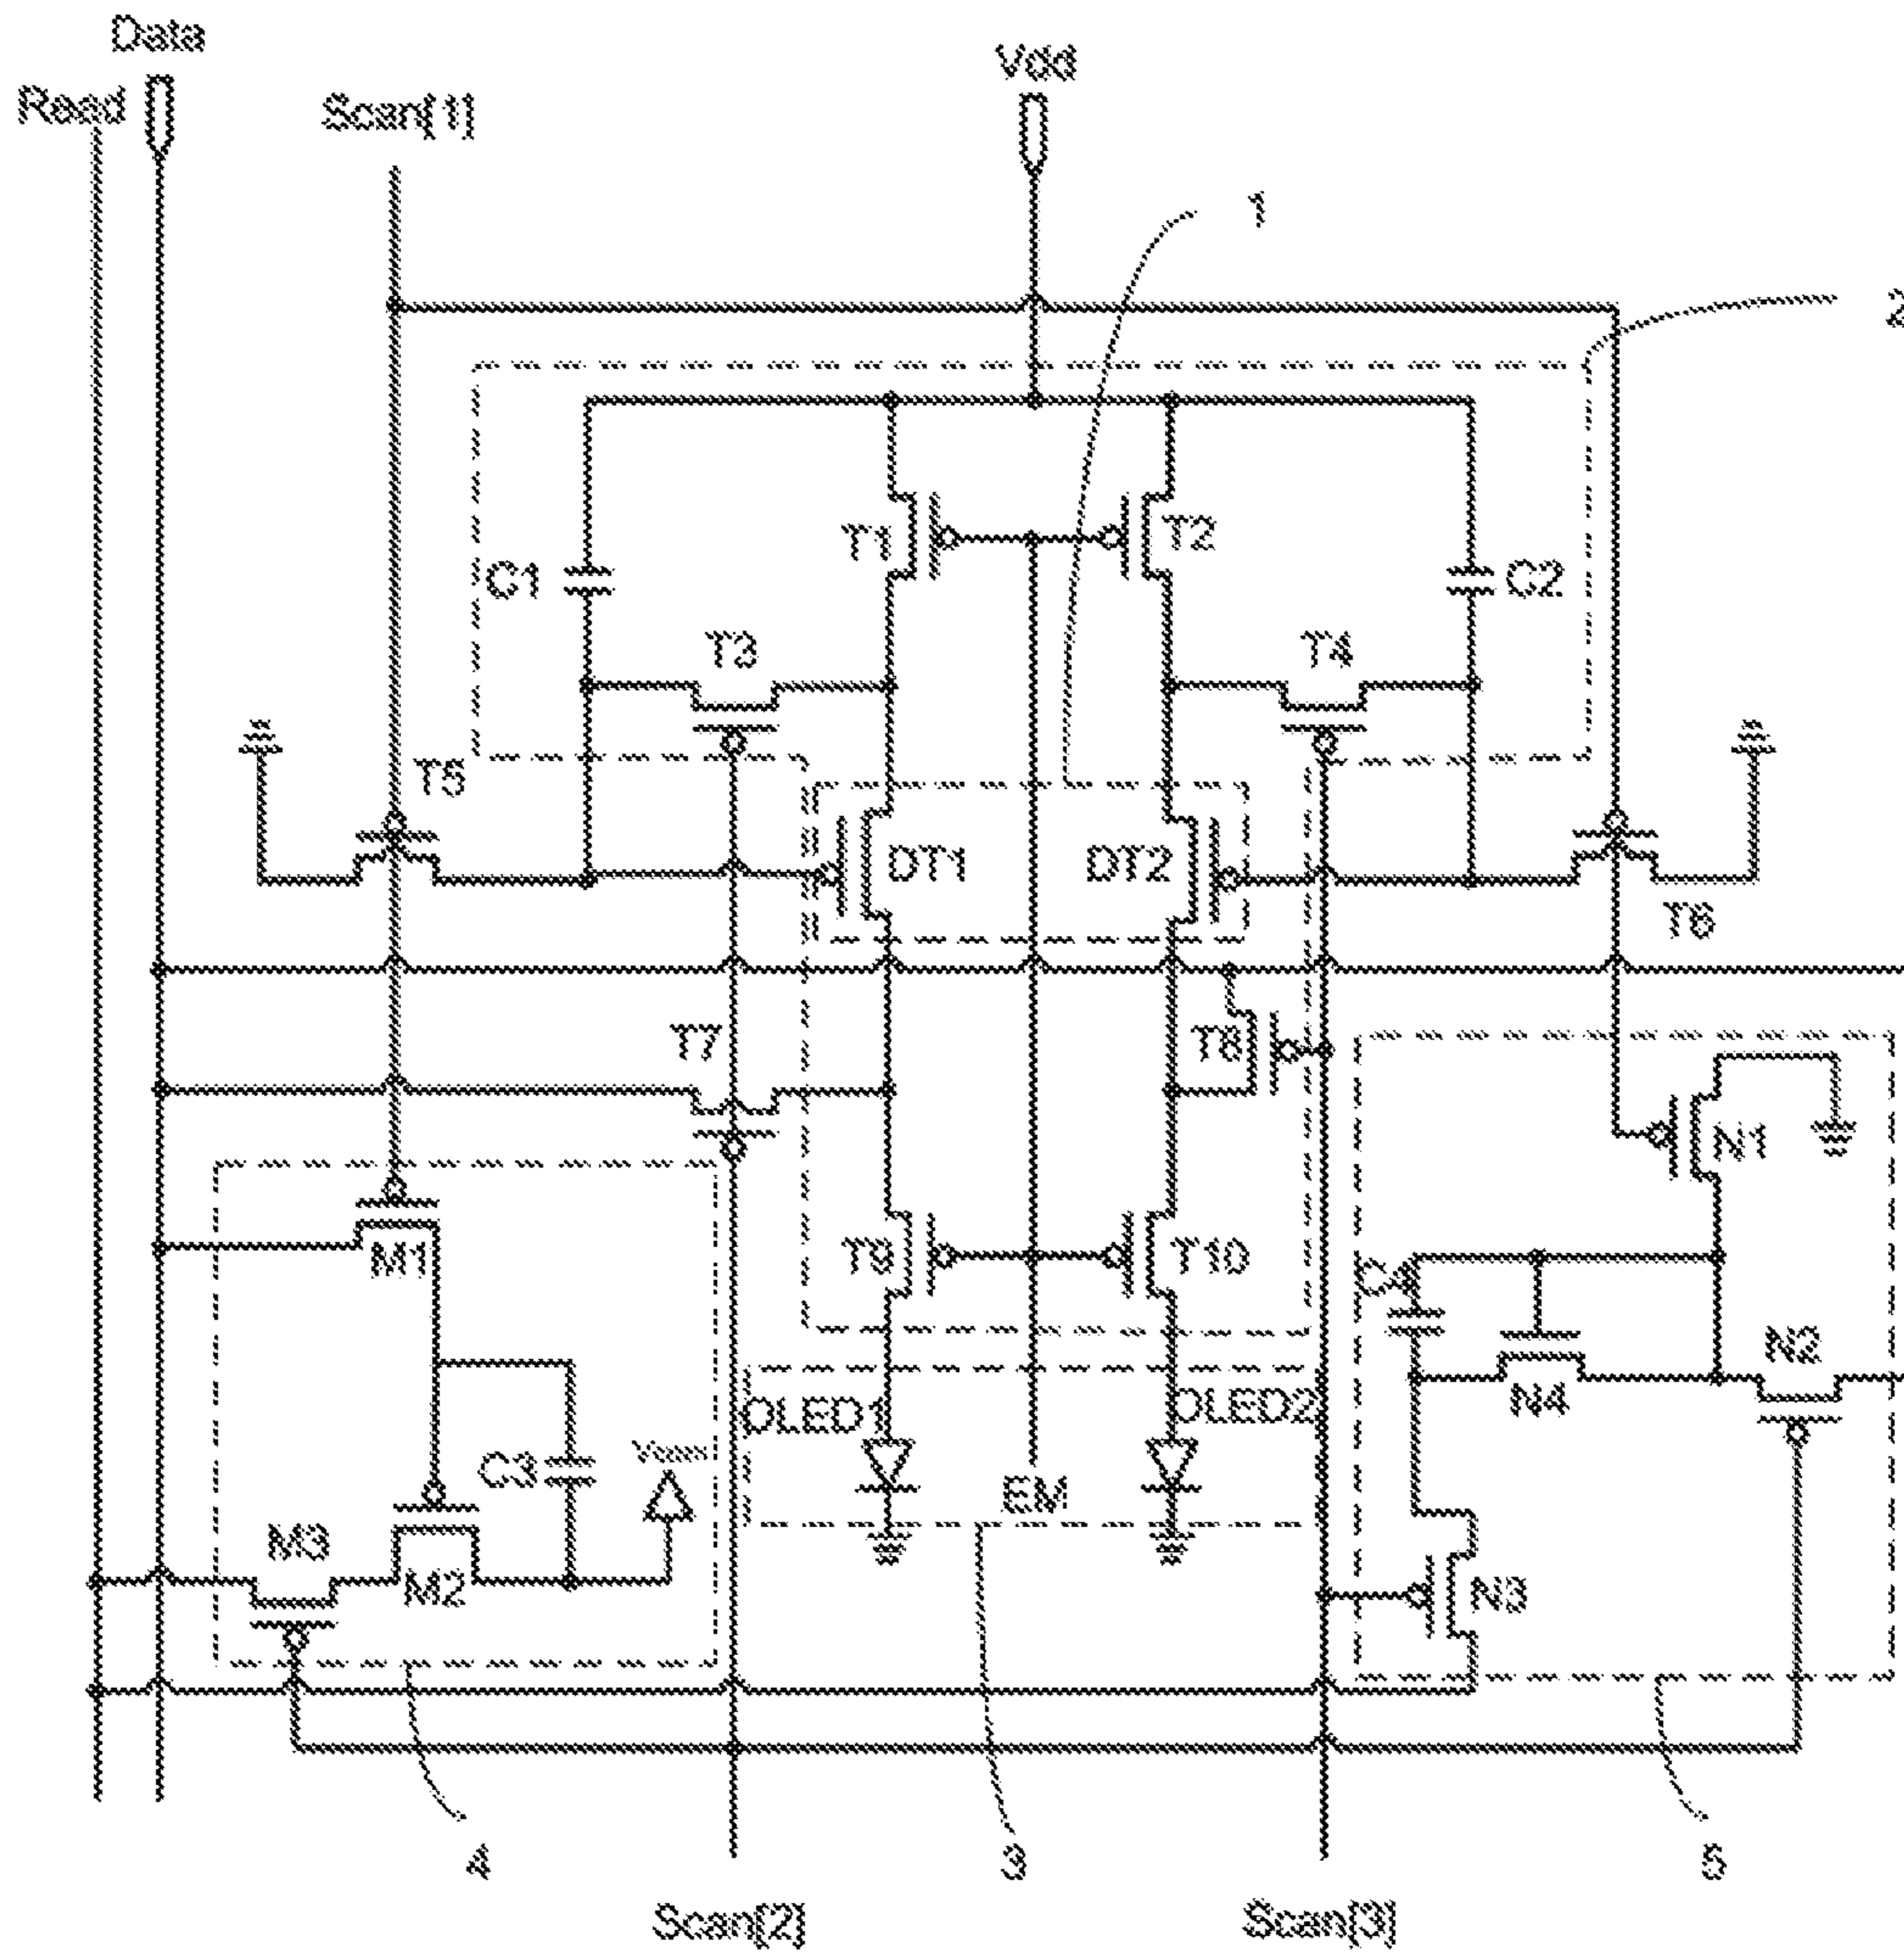 Data
Read
Scan[1]
Vdd
1
2
T1
T2
C1
C2
T3
T4
T5
DT1
DT2
T6
T7
T8
N1
M1
T9
T10
C4
N2
N4
OLED1
OLED2
C3
EM
M3
M2
N3
4
3
5
Scan[2]
Scan[3]